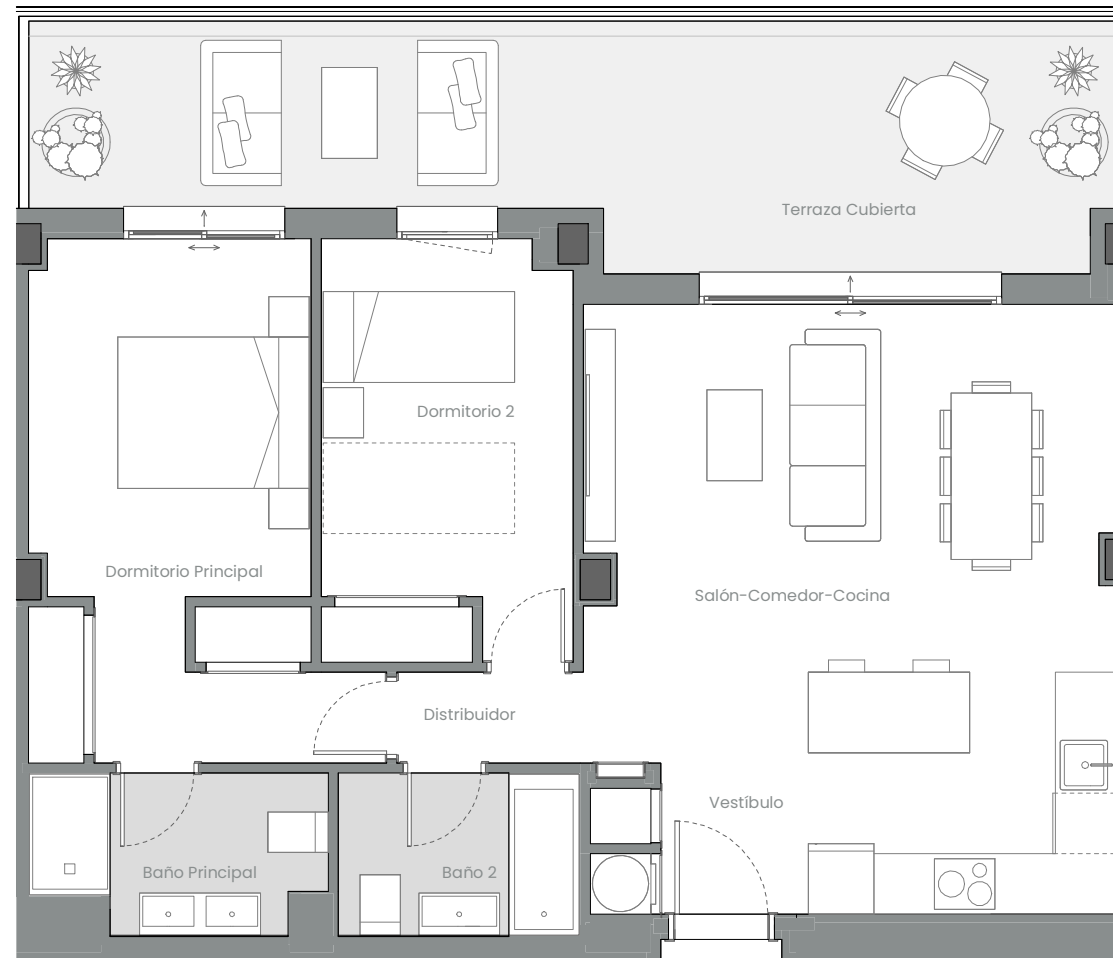 Terraza Cubierta
Dormitorio 2
Dormitorio Principal
Salón-Comedor-Cocina
Distribuidor
Vestíbulo
Baño Principal
Baño 2